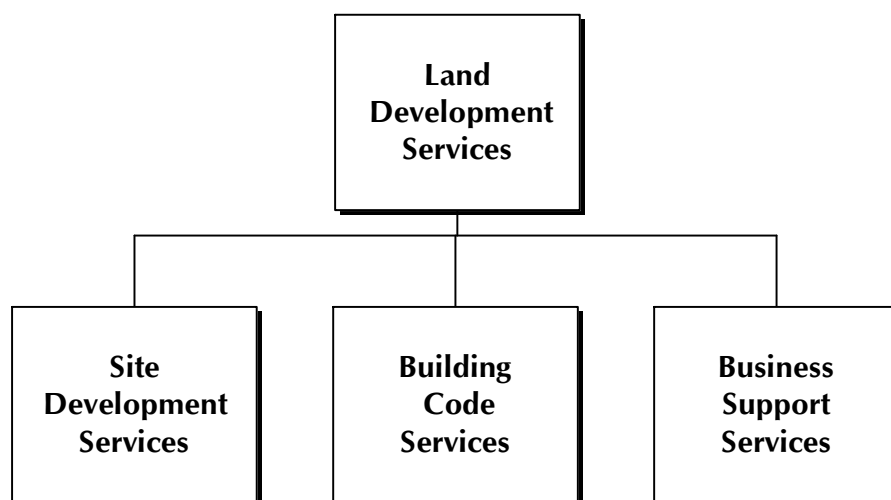 Land
Development
Services
Site
Development
Services
Building
Code
Services
Business
Support
Services